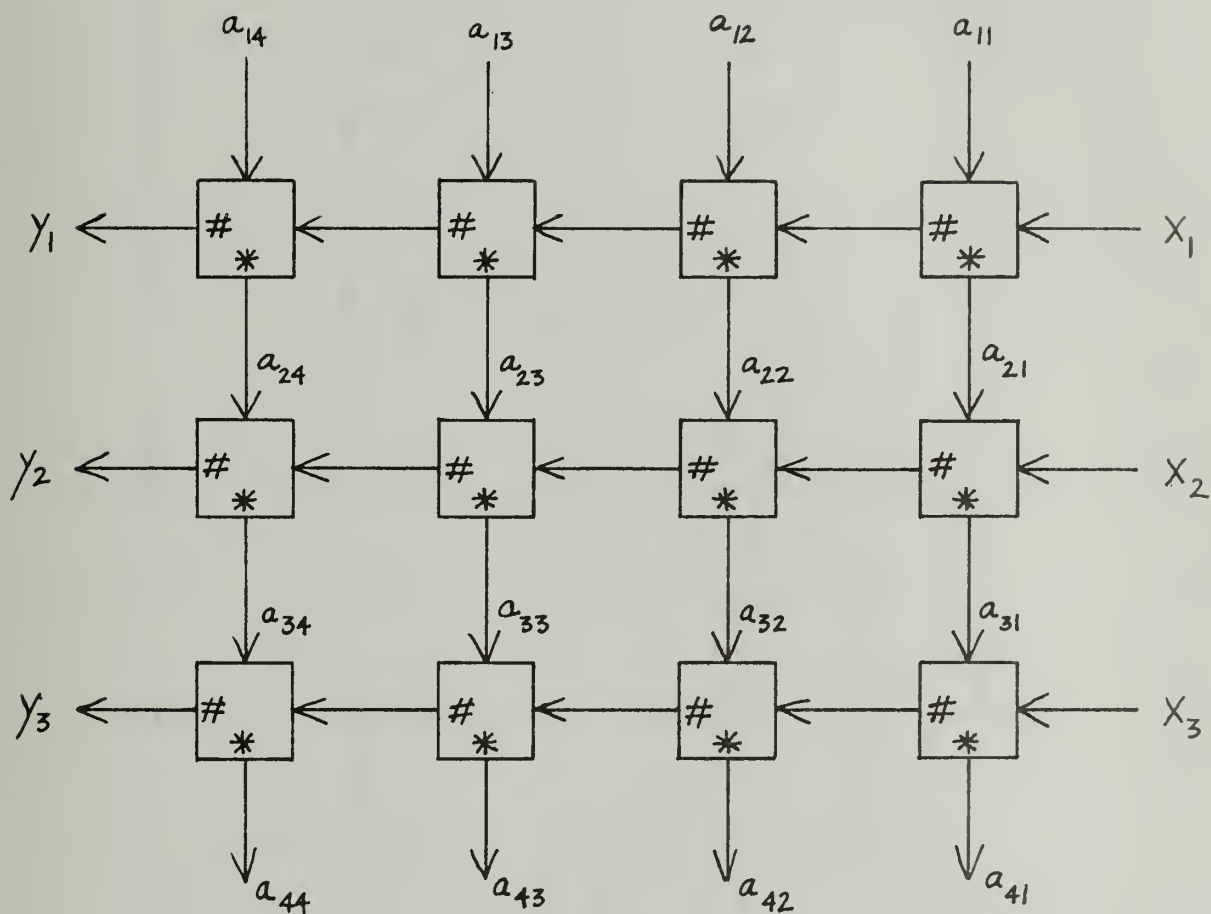 a₁₄ a₁₃ a₁₂ a₁₁
y₁ # # # # x₁
* * * *
a₂₄ a₂₃ a₂₂ a₂₁
y₂ # # # # x₂
* * * *
a₃₄ a₃₃ a₃₂ a₃₁
y₃ # # # # x₃
* * * *
a₄₄ a₄₃ a₄₂ a₄₁